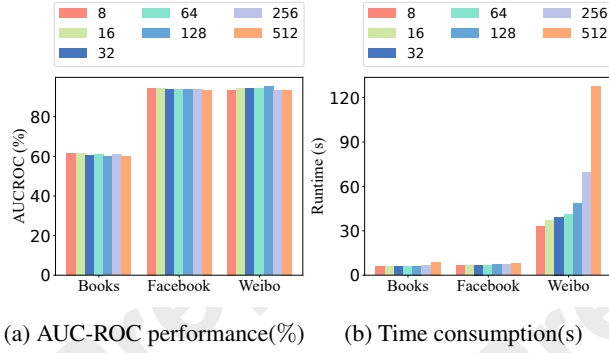 8 64 256
16 128 512
32
8 64 256
16 128 512
32
AUCROC (%)
80
60
40
20
0
Books Facebook Weibo
Runtime (s)
120
90
60
30
0
Books Facebook Weibo
(a) AUC-ROC performance(%) (b) Time consumption(s)